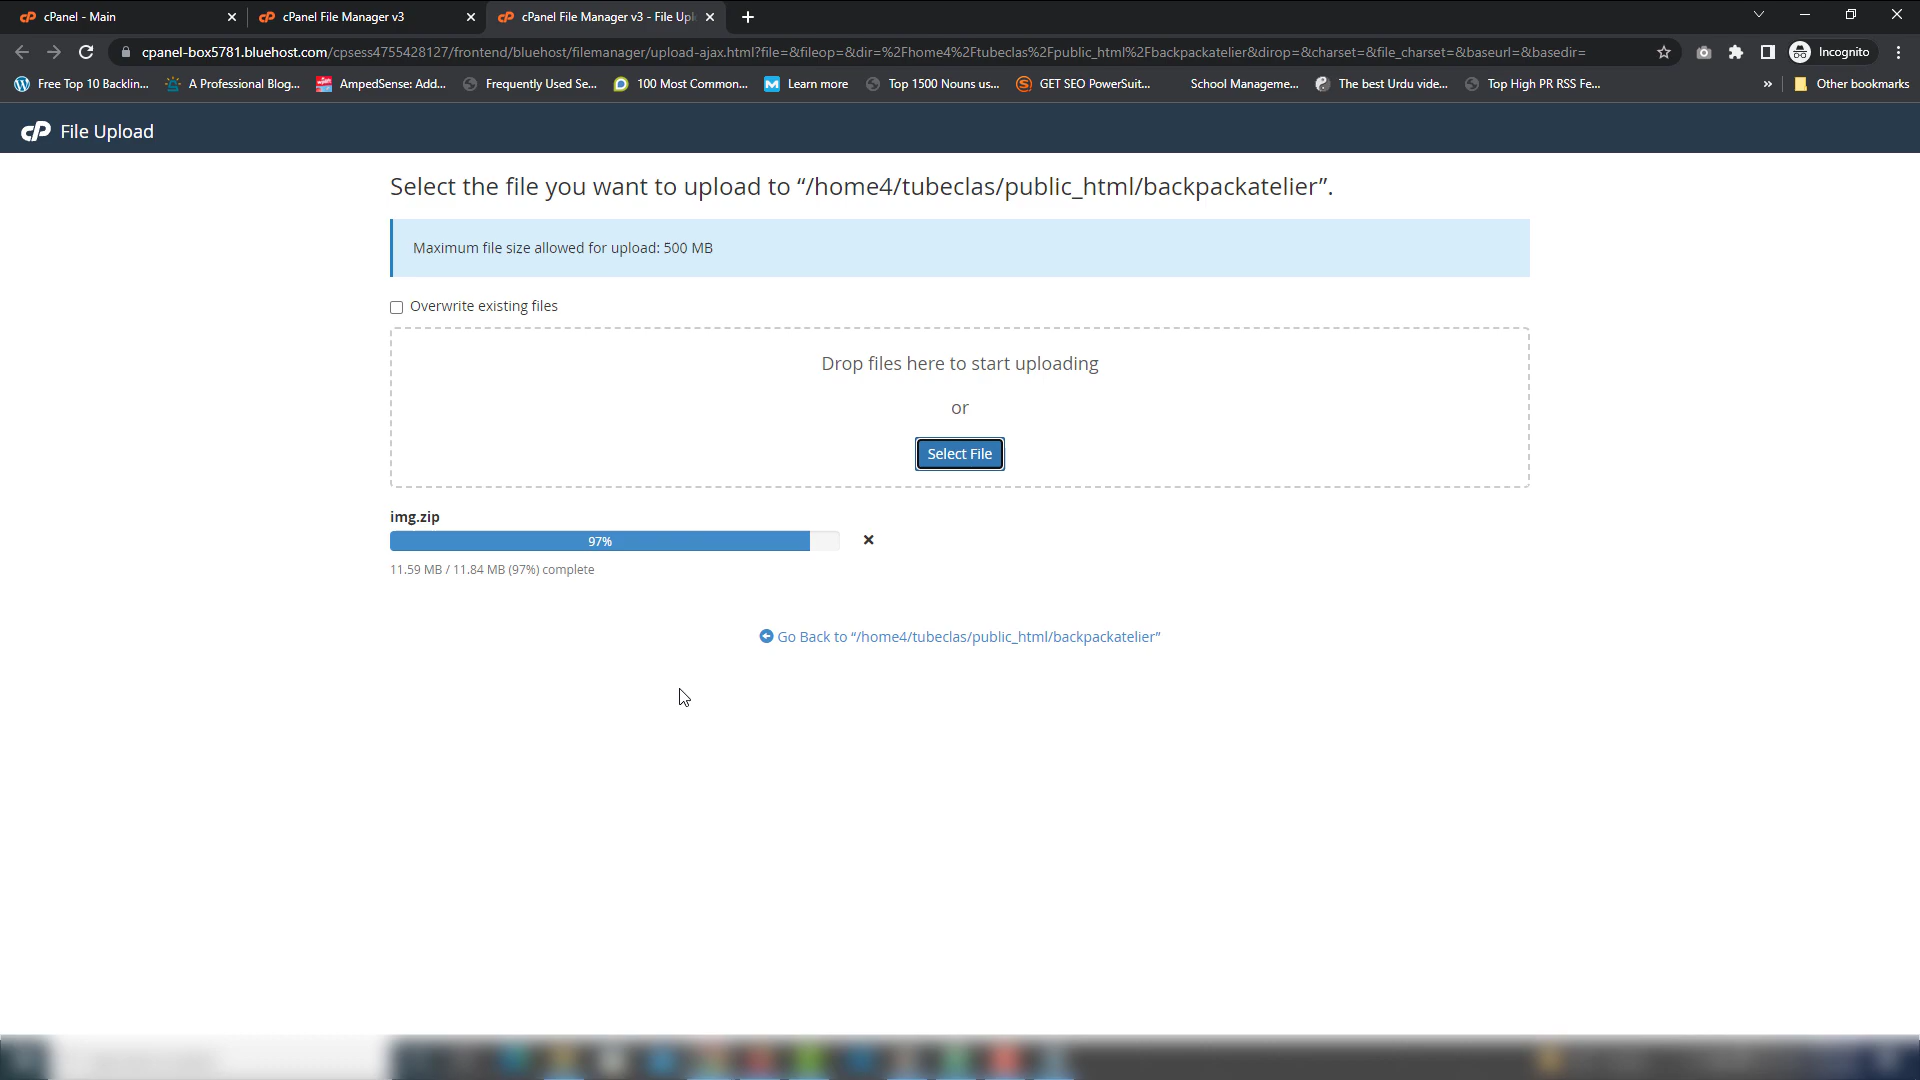 cPanel - Main
cPanel File Manager v3
cPanel File Manager v3 - File Upl
cpanel-box5781.bluehost.com/cpsess4755428127/frontend/bluehost/filemanager/upload-ajax.html?file=&fileop=&dir=%2Fhome4%2Ftubeclas%2Fpublic_html%2Fbackpackatelier&dirop=&charset=&file_charset=&baseurl=&basedir=
Incognito
Free Top 10 Backlin...
A Professional Blog...
AmpedSense: Add...
Frequently Used Se...
100 Most Common...
Learn more
Top 1500 Nouns us...
GET SEO PowerSuit...
School Manageme...
The best Urdu vide...
Top High PR RSS Fe...
»
Other bookmarks
cP File Upload
Select the file you want to upload to “/home4/tubeclas/public_html/backpackatelier”.
Maximum file size allowed for upload: 500 MB
Overwrite existing files
Drop files here to start uploading
or
Select File
img.zip
97%
11.59 MB / 11.84 MB (97%) complete
Go Back to “/home4/tubeclas/public_html/backpackatelier”